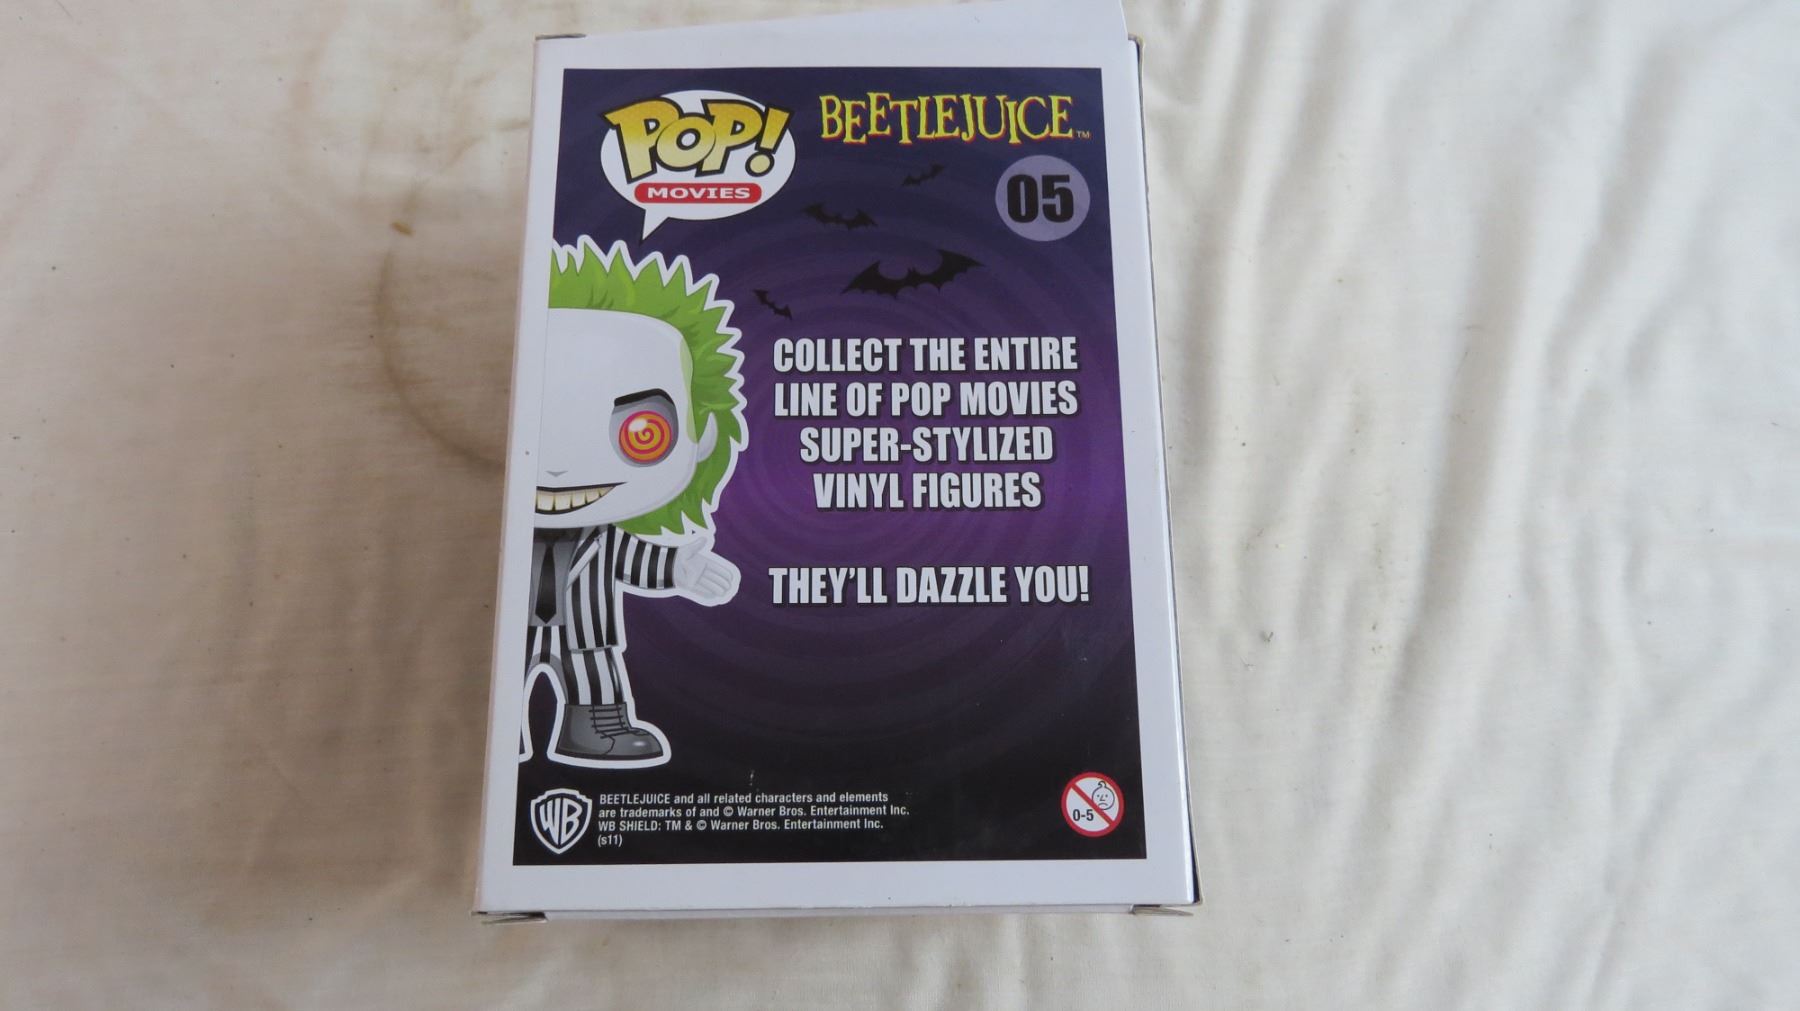 POP!
MOVIES
BEETLEJUICE™
05
COLLECT THE ENTIRE
LINE OF POP MOVIES
SUPER-STYLIZED
VINYL FIGURES
THEY'LL DAZZLE YOU!
WB
BEETLEJUICE and all related characters and elements
are trademarks of and © Warner Bros. Entertainment Inc.
WB SHIELD: TM & © Warner Bros. Entertainment Inc.
(s11)
0-5